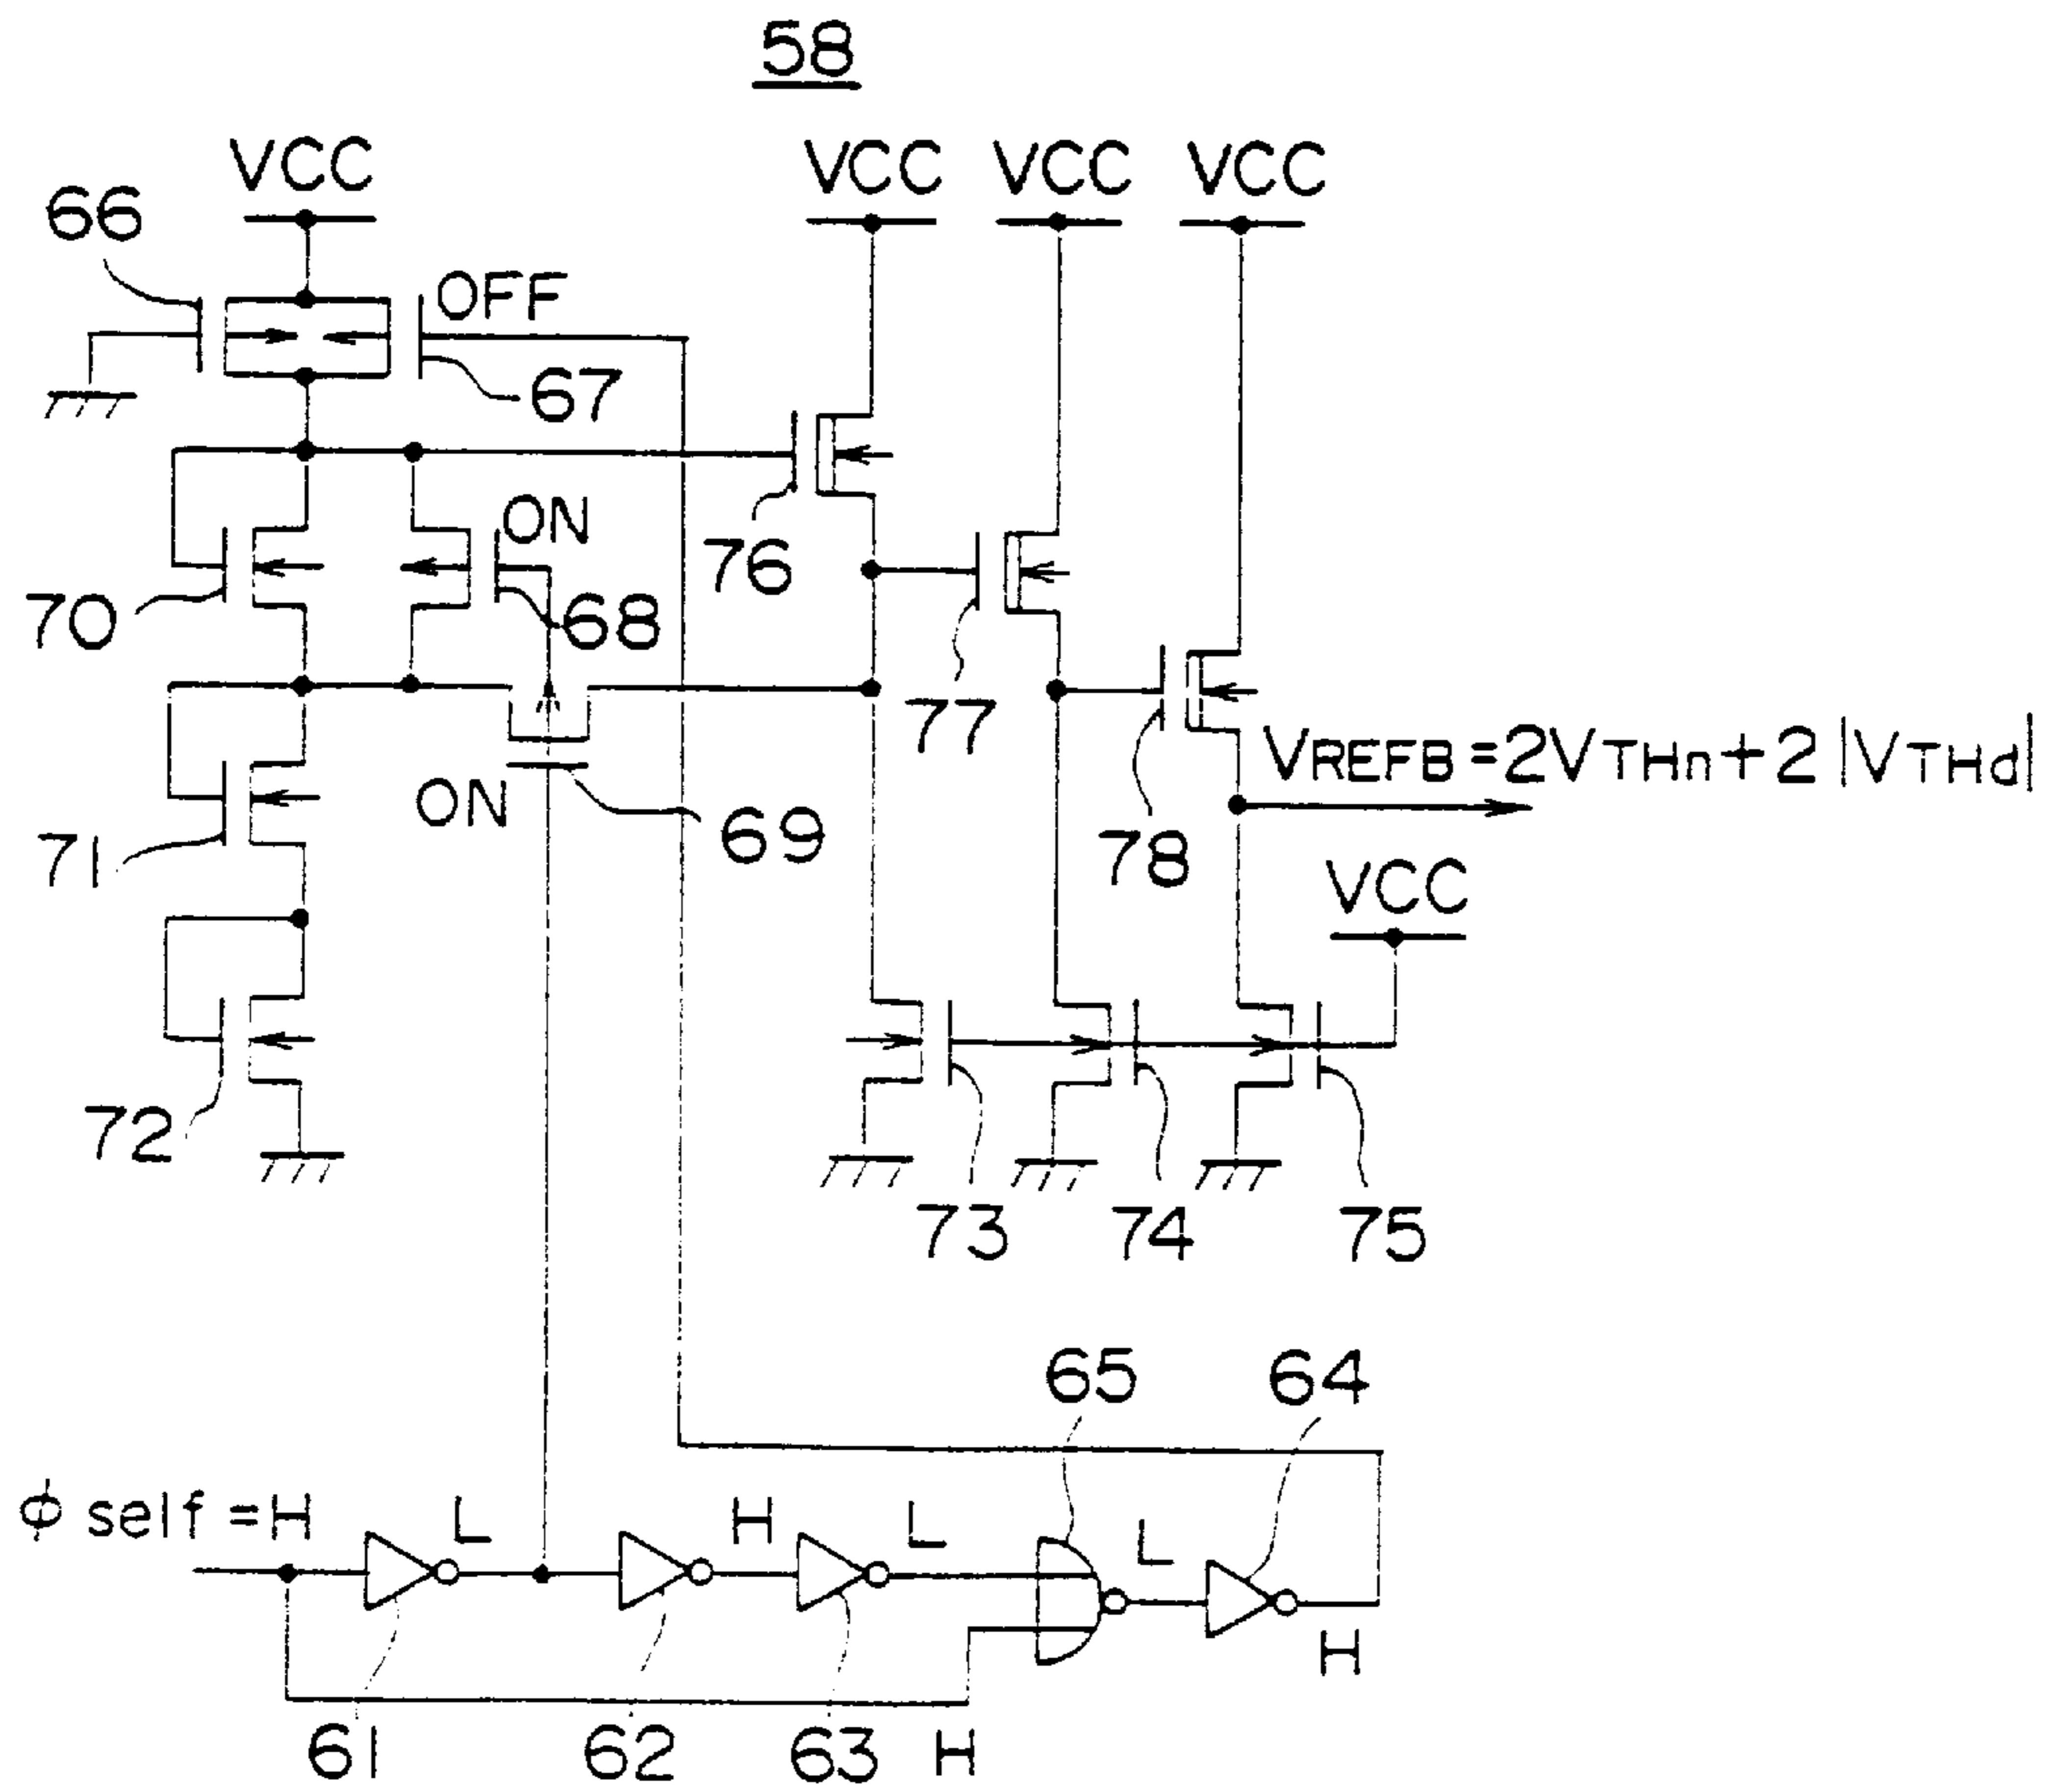 58
VCC VCC VCC VCC
66
OFF
67
ON
76
70 68
77
VREFB=2VTHn+2|VTHd|
ON 69
71 78
VCC
72
73 74 75
65 64
φ self=H L H L L
H
61 62 63 H